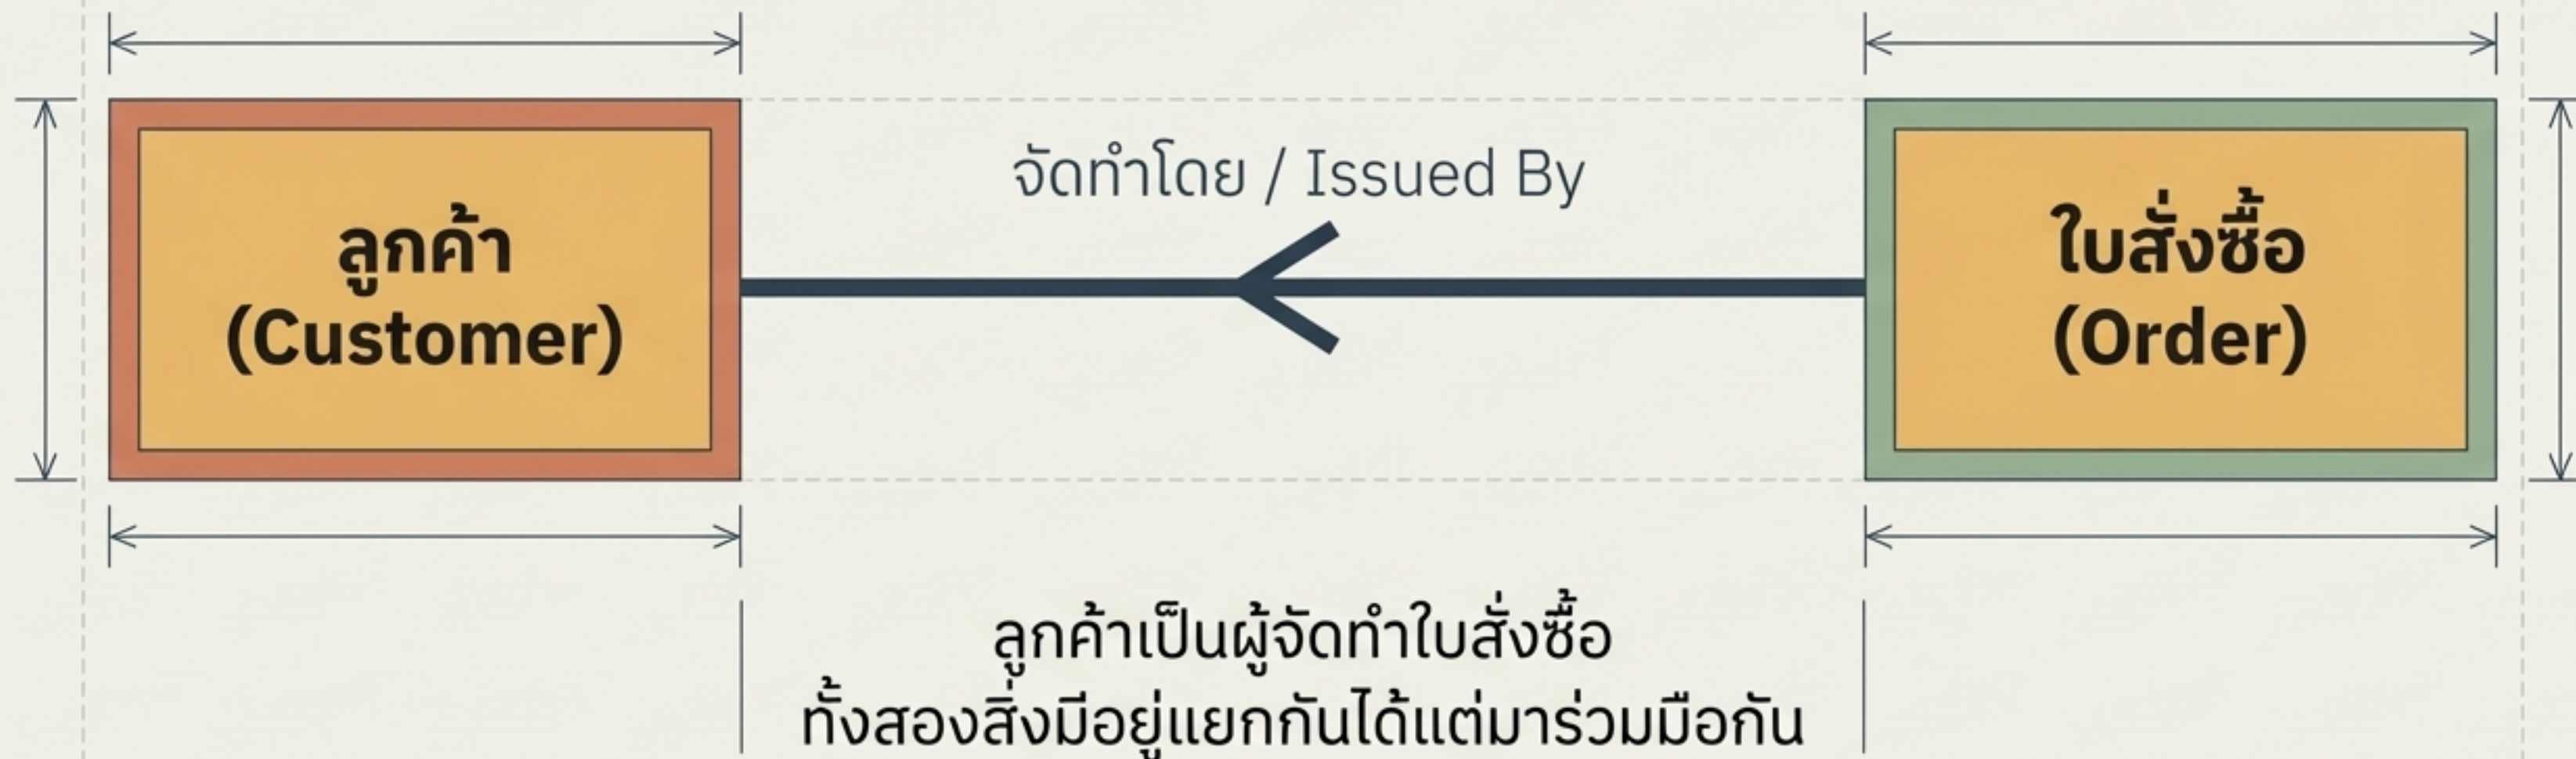 จัดทำโดย / Issued By
ลูกค้า
(Customer)
ใบสั่งซื้อ
(Order)
ลูกค้าเป็นผู้จัดทำใบสั่งซื้อ
ทั้งสองสิ่งมีอยู่แยกกันได้แต่มาร่วมมือกัน